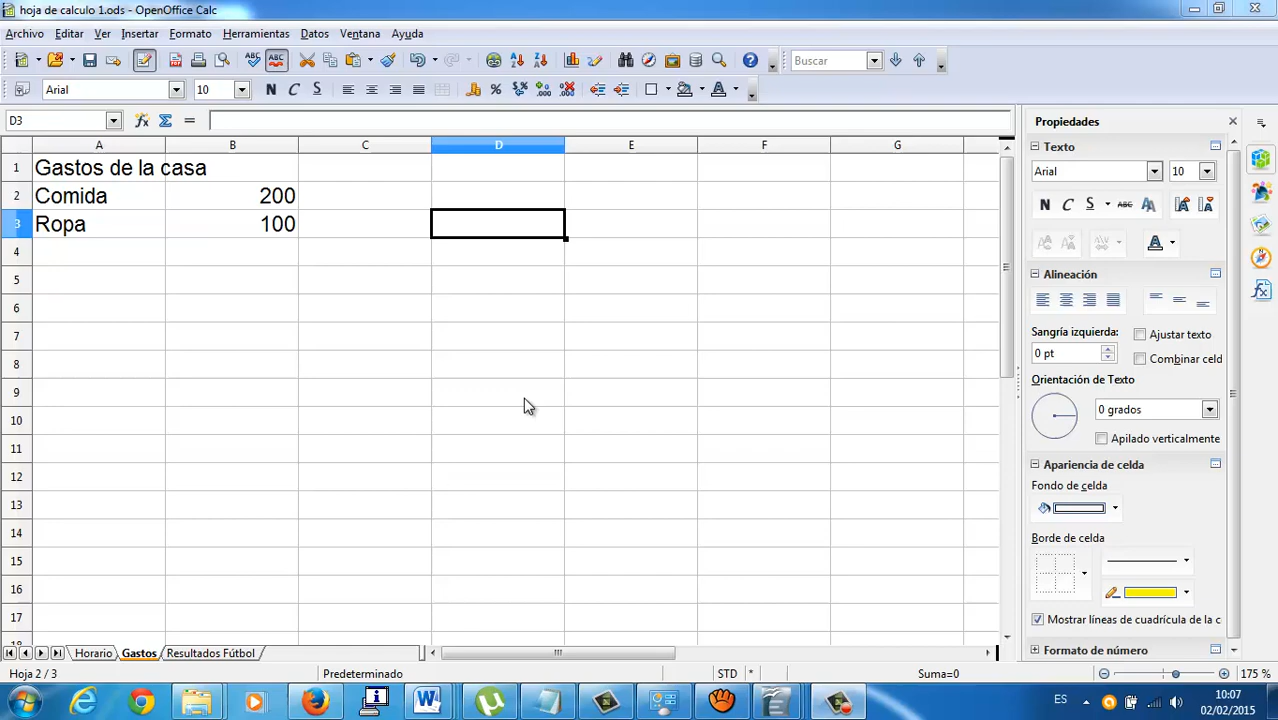 hoja de calculo 1.ods - OpenOffice Calc
Archivo Editar Ver Insertar Formato Herramientas Datos Ventana Ayuda
Buscar
Arial 10
D3
A B C D E F G
1 Gastos de la casa
2 Comida 200
3 Ropa 100
4
5
6
7
8
9
10
11
12
13
14
15
16
17
18
Propiedades
Texto
Arial 10
Alineación
Sangría izquierda:
Ajustar texto
0 pt
Combinar celd
Orientación de Texto
0 grados
Apilado verticalmente
Apariencia de celda
Fondo de celda
Borde de celda
Mostrar líneas de cuadrícula de la c
Formato de número
Horario Gastos Resultados Fútbol
Hoja 2 / 3 Predeterminado STD * Suma=0 175 %
ES 10:07
02/02/2015